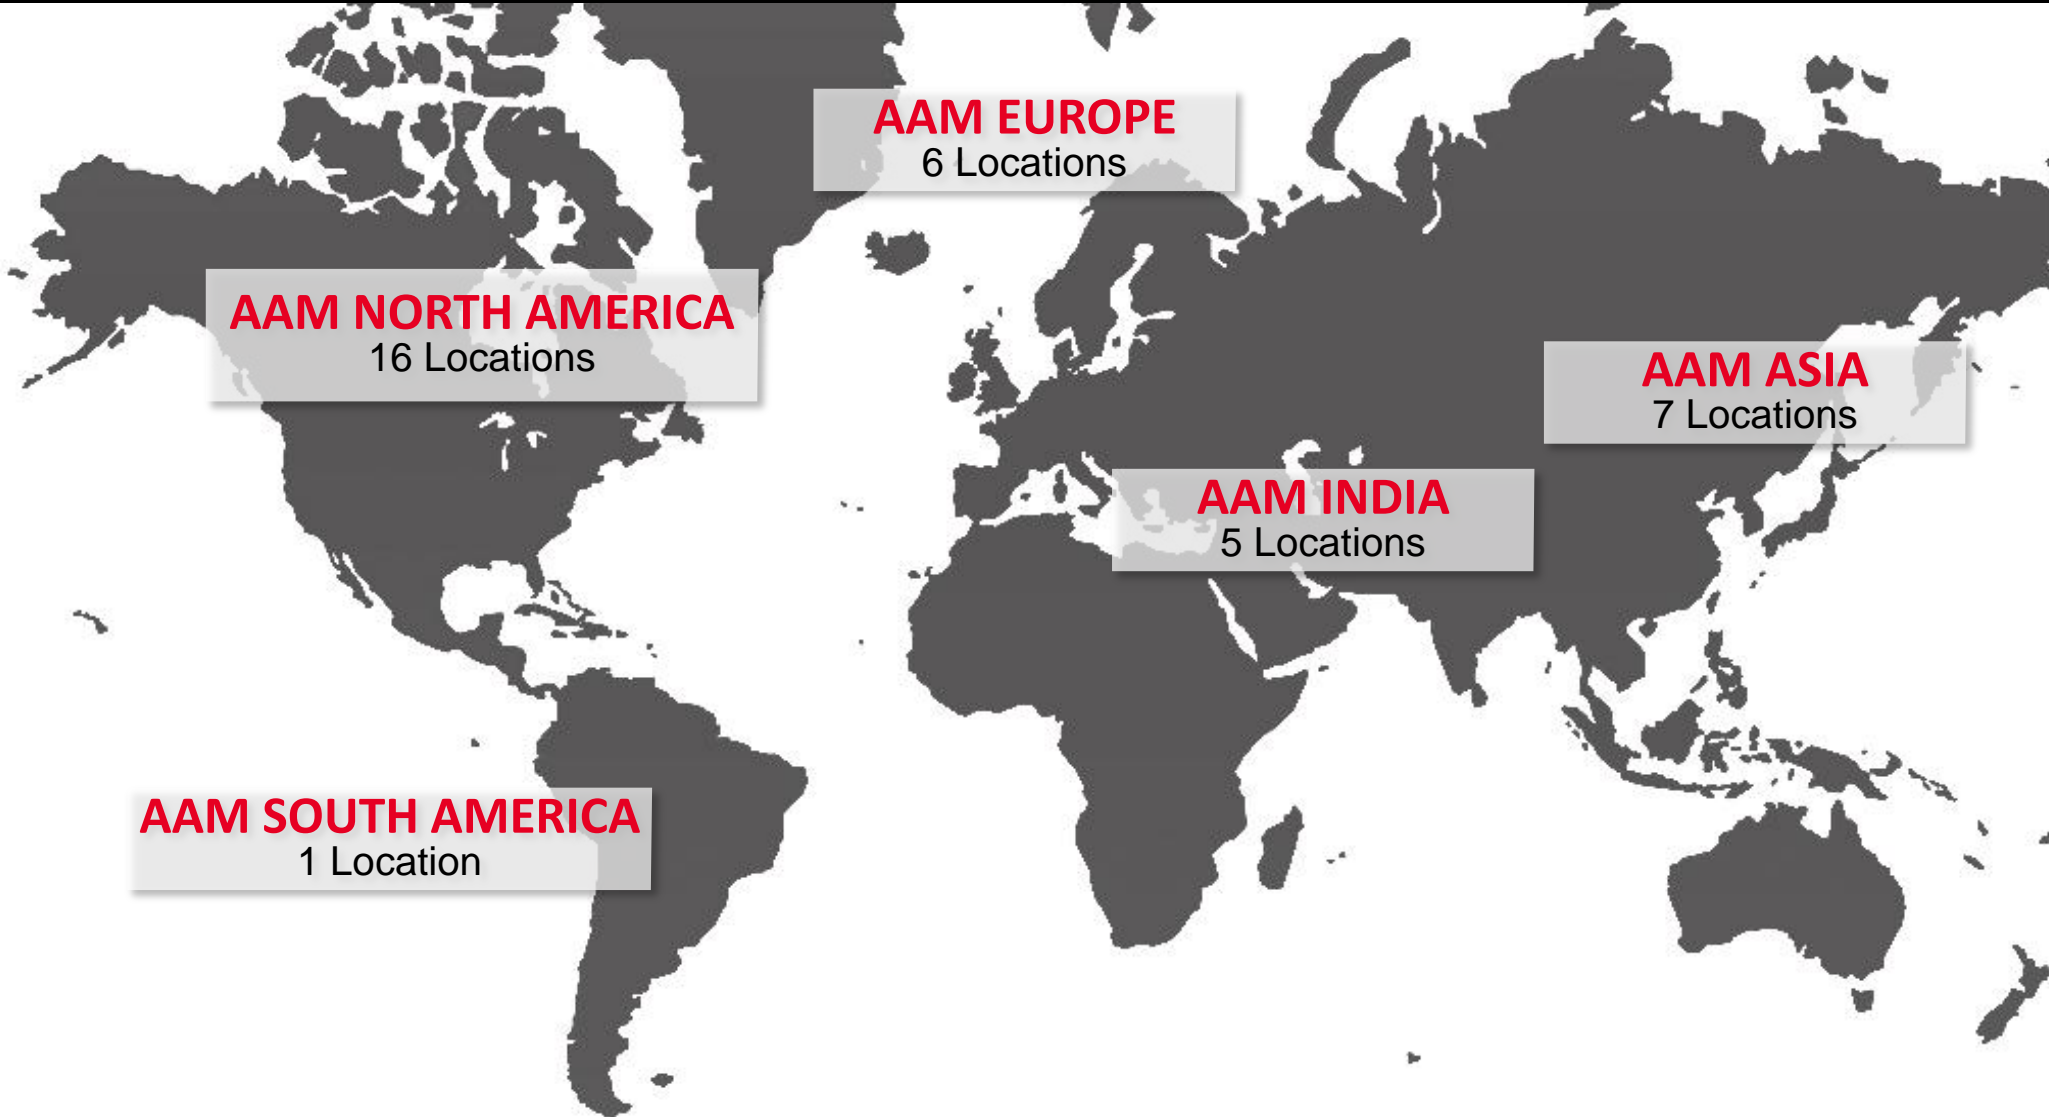 AAM EUROPE
6 Locations
AAM NORTH AMERICA
16 Locations
AAM ASIA
7 Locations
AAM INDIA
5 Locations
AAM SOUTH AMERICA
1 Location